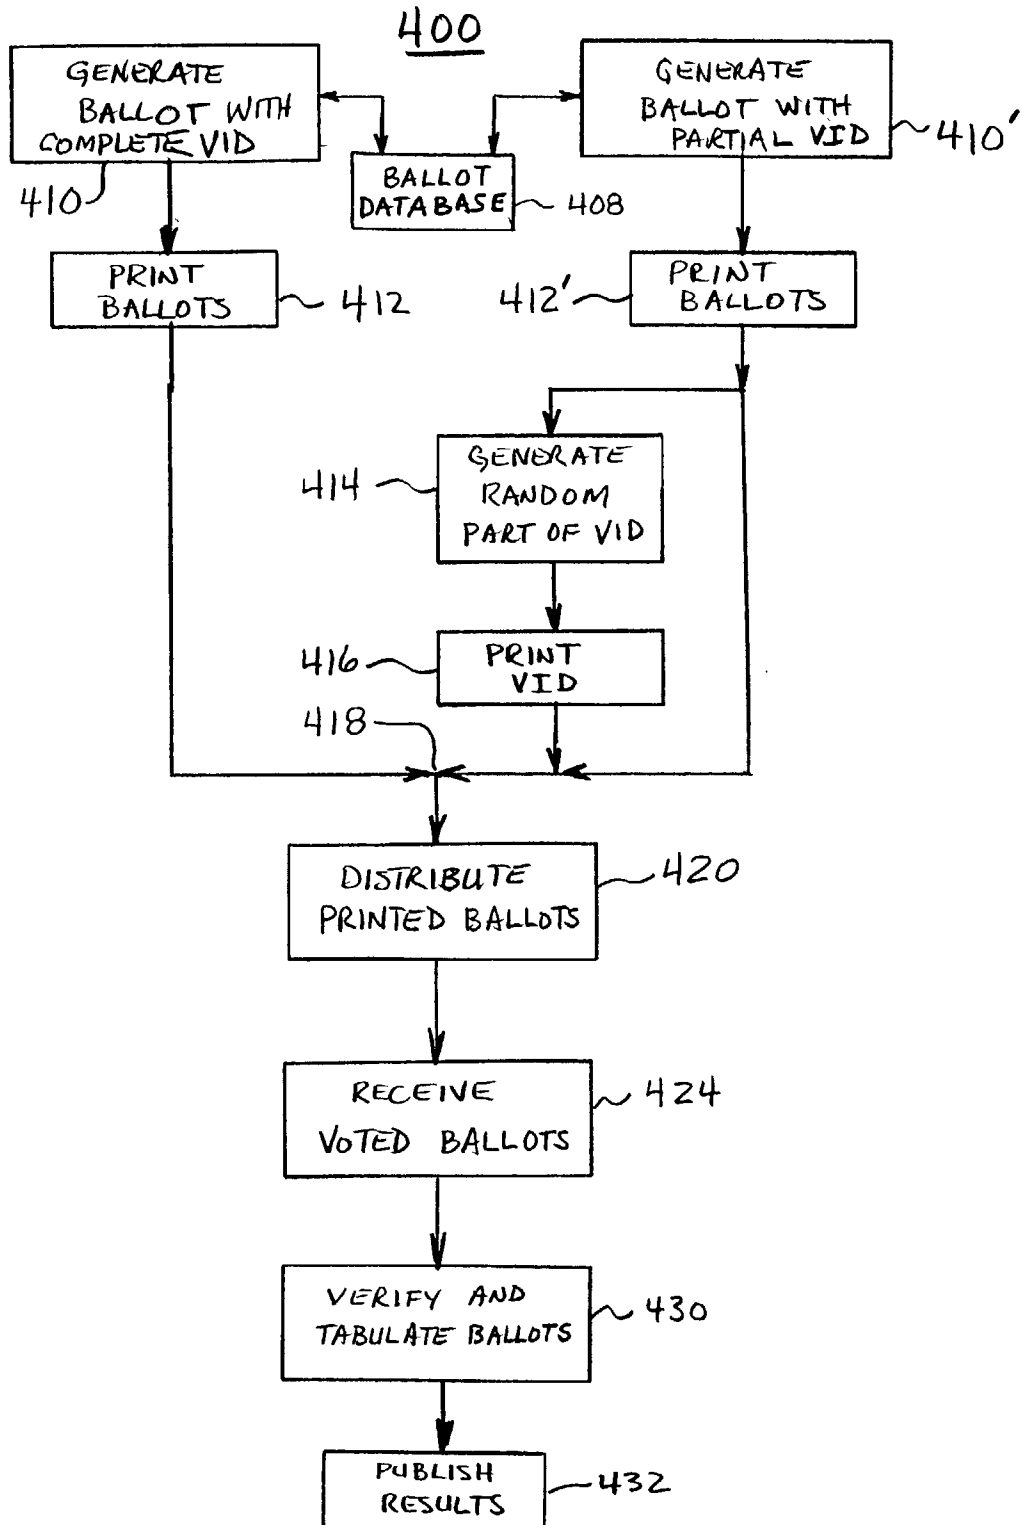 400
GENERATE
BALLOT WITH
COMPLETE VID
410
GENERATE
BALLOT WITH
PARTIAL VID
410'
BALLOT
DATABASE
408
PRINT
BALLOTS
412
412'
PRINT
BALLOTS
414
GENERATE
RANDOM
PART OF VID
416
PRINT
VID
418
DISTRIBUTE
PRINTED BALLOTS
420
RECEIVE
VOTED BALLOTS
424
VERIFY AND
TABULATE BALLOTS
430
PUBLISH
RESULTS
432